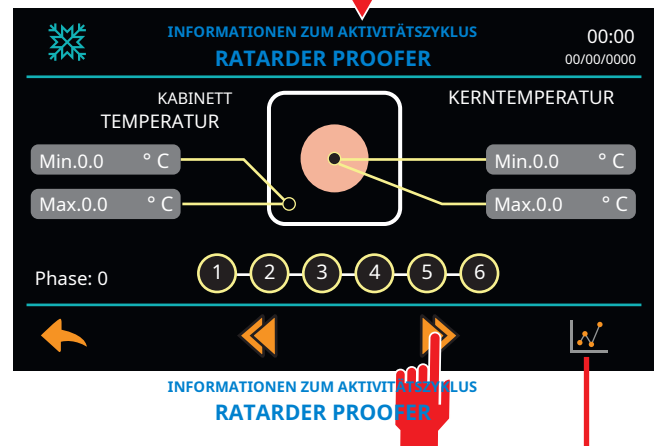 INFORMATIONEN ZUM AKTIVITÄTSZYKLUS
RATARDER PROOFER
00:00
00/00/0000
KABINETT
TEMPERATUR
KERNTEMPERATUR
Min.0.0 ° C
Min.0.0 ° C
Max.0.0 ° C
Max.0.0 ° C
Phase: 0
1 2 3 4 5 6
INFORMATIONEN ZUM AKTIVITÄTSZYKLUS
RATARDER PROOFER